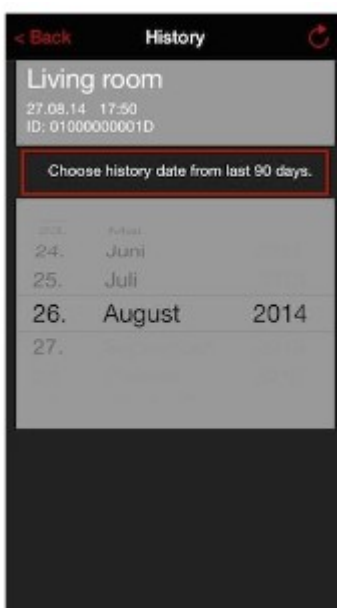 < Back History
Living room
27.08.14 17:50
ID: 01000000001D
Choose history date from last 90 days.
24. Juni
25. Juli
26. August 2014
27.